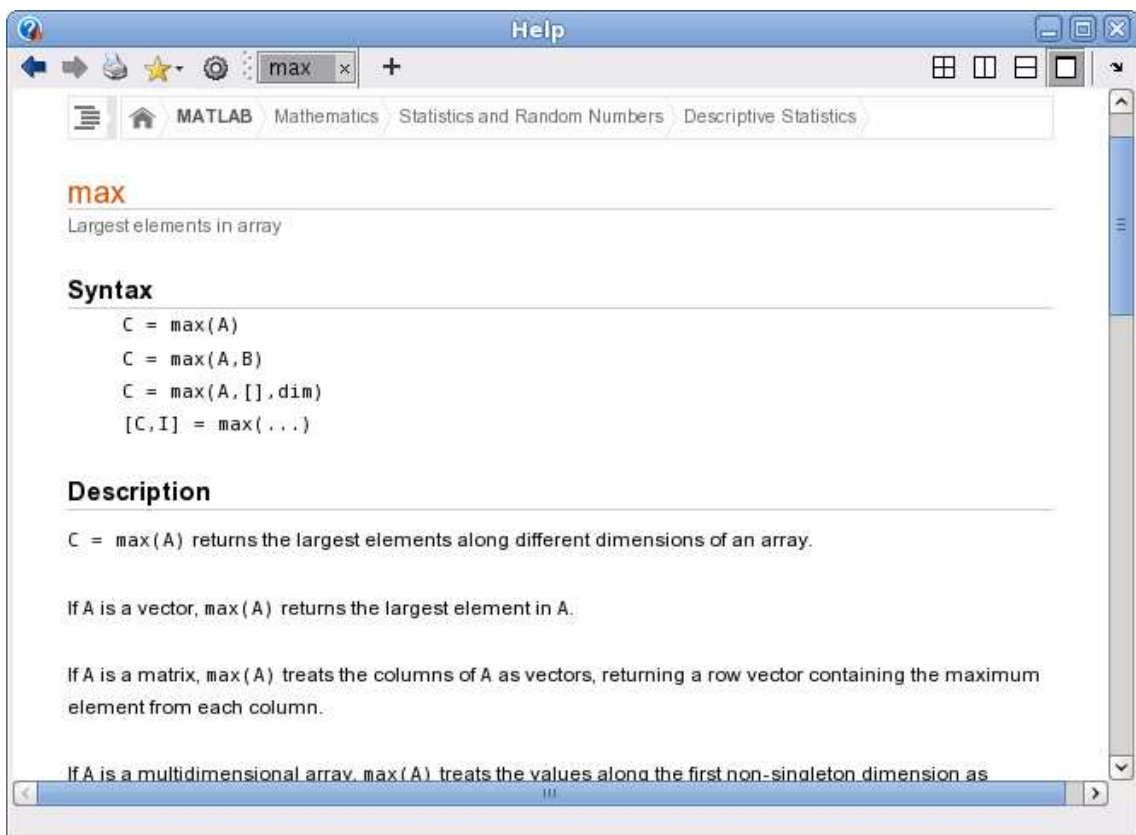 Help
max
MATLAB Mathematics Statistics and Random Numbers Descriptive Statistics
max
Largest elements in array
Syntax
C = max(A)
C = max(A,B)
C = max(A,[],dim)
[C,I] = max(...)
Description
C = max(A) returns the largest elements along different dimensions of an array.
If A is a vector, max(A) returns the largest element in A.
If A is a matrix, max(A) treats the columns of A as vectors, returning a row vector containing the maximum
element from each column.
If A is a multidimensional array, max(A) treats the values along the first non-singleton dimension as